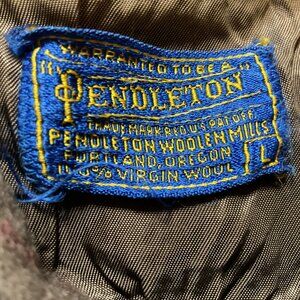 WARRANTED TO BE A
PENDLETON
TRADE MARK REG U.S. PAT OFF.
PENDLETON WOOLEN MILLS
PORTLAND, OREGON
100% VIRGIN WOOL
L